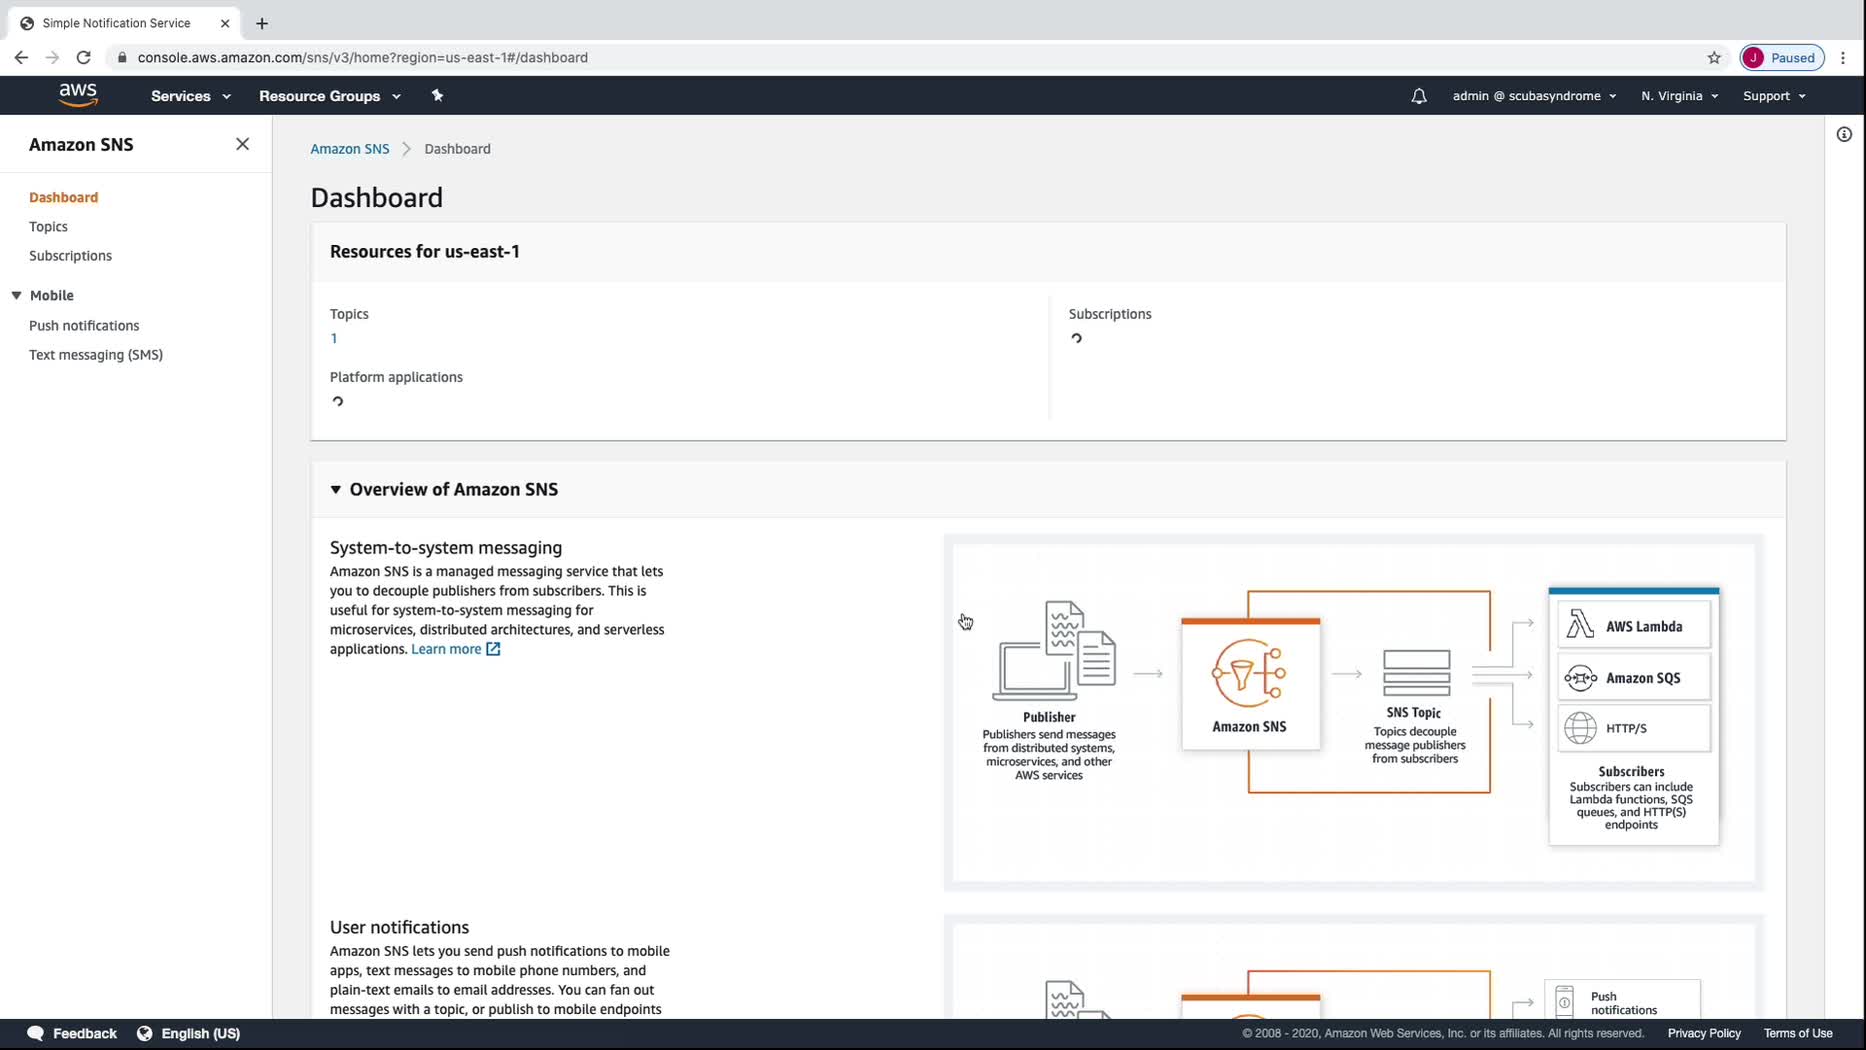 Simple Notification Service
console.aws.amazon.com/sns/v3/home?region=us-east-1#/dashboard
J Paused
aws
Services
Resource Groups
admin @ scubasyndrome
N. Virginia
Support
Amazon SNS
Dashboard
Topics
Subscriptions
Mobile
Push notifications
Text messaging (SMS)
Amazon SNS
Dashboard
Dashboard
Resources for us-east-1
Topics
1
Subscriptions
Platform applications
Overview of Amazon SNS
System-to-system messaging
Amazon SNS is a managed messaging service that lets
you to decouple publishers from subscribers. This is
useful for system-to-system messaging for
microservices, distributed architectures, and serverless
applications. Learn more
Publisher
Publishers send messages
from distributed systems,
microservices, and other
AWS services
Amazon SNS
SNS Topic
Topics decouple
message publishers
from subscribers
AWS Lambda
Amazon SQS
HTTP/S
Subscribers
Subscribers can include
Lambda functions, SQS
queues, and HTTP(S)
endpoints
User notifications
Amazon SNS lets you send push notifications to mobile
apps, text messages to mobile phone numbers, and
plain-text emails to email addresses. You can fan out
messages with a topic, or publish to mobile endpoints
Push
notifications
Feedback
English (US)
© 2008 - 2020, Amazon Web Services, Inc. or its affiliates. All rights reserved.
Privacy Policy
Terms of Use